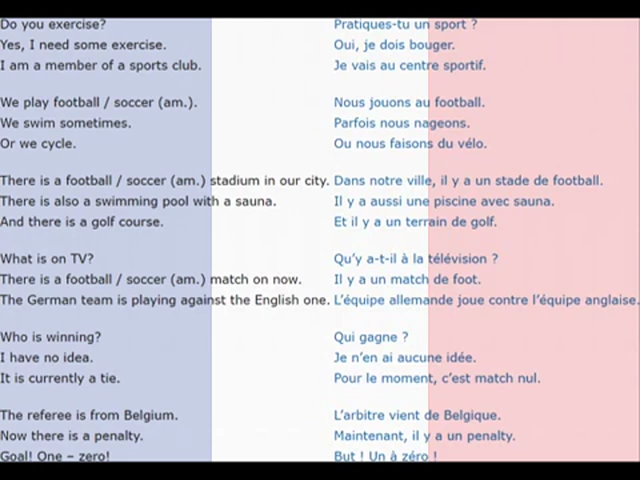 Do you exercise? Pratiques-tu un sport ?
Yes, I need some exercise. Oui, je dois bouger.
I am a member of a sports club. Je vais au centre sportif.
We play football / soccer (am.). Nous jouons au football.
We swim sometimes. Parfois nous nageons.
Or we cycle. Ou nous faisons du vélo.
There is a football / soccer (am.) stadium in our city. Dans notre ville, il y a un stade de football.
There is also a swimming pool with a sauna. Il y a aussi une piscine avec sauna.
And there is a golf course. Et il y a un terrain de golf.
What is on TV? Qu’y a-t-il à la télévision ?
There is a football / soccer (am.) match on now. Il y a un match de foot.
The German team is playing against the English one. L’équipe allemande joue contre l’équipe anglaise.
Who is winning? Qui gagne ?
I have no idea. Je n’en ai aucune idée.
It is currently a tie. Pour le moment, c’est match nul.
The referee is from Belgium. L’arbitre vient de Belgique.
Now there is a penalty. Maintenant, il y a un penalty.
Goal! One – zero! But ! Un à zéro !